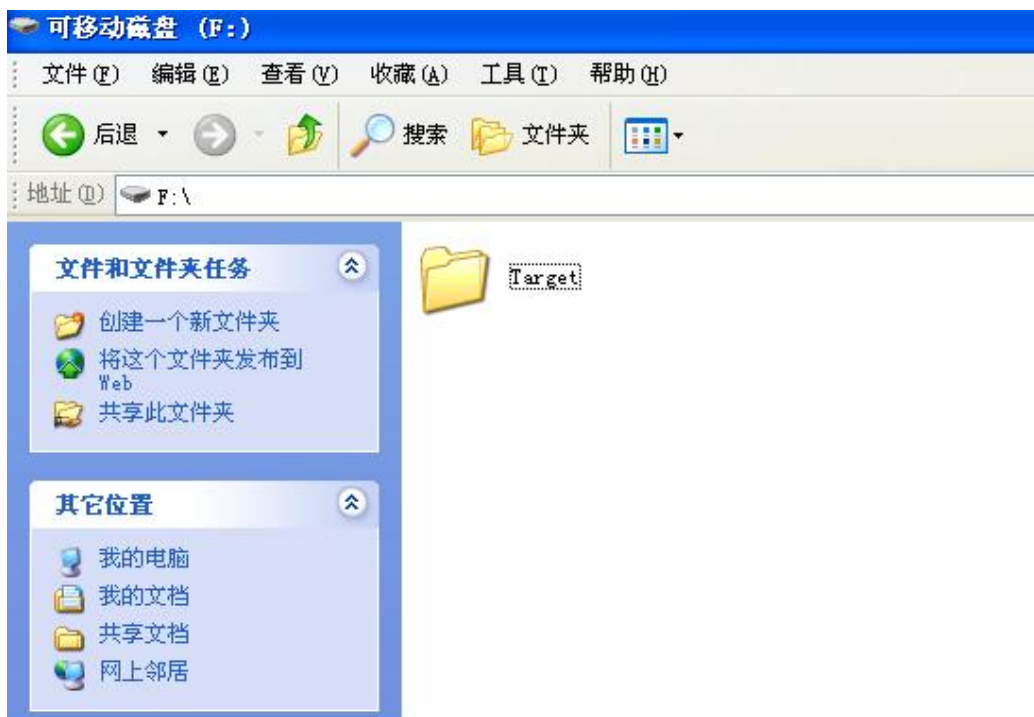 可移动磁盘 (F:)
文件(F) 编辑(E) 查看(V) 收藏(A) 工具(T) 帮助(H)
后退 搜索 文件夹
地址(D) F:\
文件和文件夹任务
创建一个新文件夹
将这个文件夹发布到
Web
共享此文件夹
其它位置
我的电脑
我的文档
共享文档
网上邻居
Target